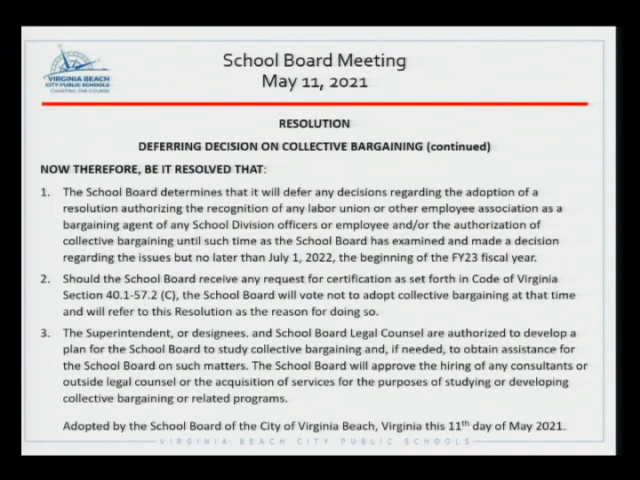 VIRGINIA BEACH
CITY PUBLIC SCHOOLS
CHARTING THE COURSE
School Board Meeting
May 11, 2021
RESOLUTION
DEFERRING DECISION ON COLLECTIVE BARGAINING (continued)
NOW THEREFORE, BE IT RESOLVED THAT:
1. The School Board determines that it will defer any decisions regarding the adoption of a
resolution authorizing the recognition of any labor union or other employee association as a
bargaining agent of any School Division officers or employee and/or the authorization of
collective bargaining until such time as the School Board has examined and made a decision
regarding the issues but no later than July 1, 2022, the beginning of the FY23 fiscal year.
2. Should the School Board receive any request for certification as set forth in Code of Virginia
Section 40.1-57.2 (C), the School Board will vote not to adopt collective bargaining at that time
and will refer to this Resolution as the reason for doing so.
3. The Superintendent, or designees. and School Board Legal Counsel are authorized to develop a
plan for the School Board to study collective bargaining and, if needed, to obtain assistance for
the School Board on such matters. The School Board will approve the hiring of any consultants or
outside legal counsel or the acquisition of services for the purposes of studying or developing
collective bargaining or related programs.
Adopted by the School Board of the City of Virginia Beach, Virginia this 11th day of May 2021.
VIRGINIA BEACH CITY PUBLIC SCHOOLS